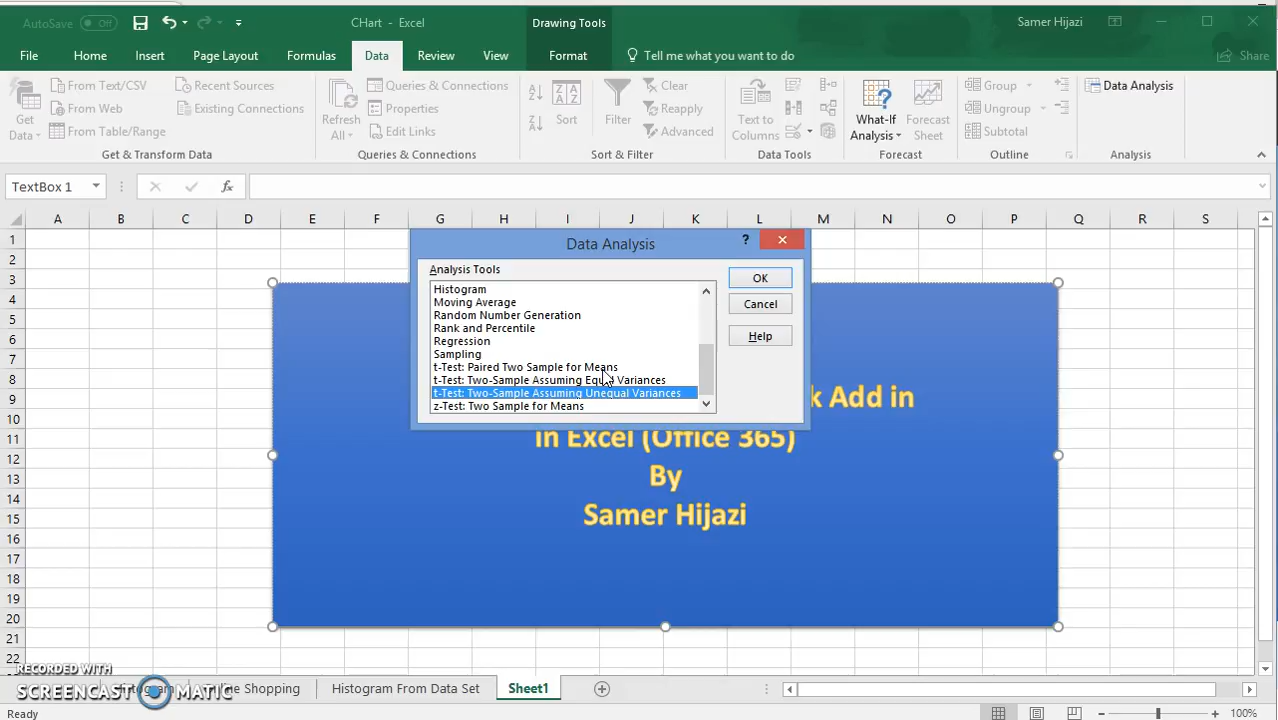 AutoSave Off CHart - Excel Drawing Tools Samer Hijazi
File Home Insert Page Layout Formulas Data Review View Format Tell me what you want to do Share
Get Data
From Text/CSV
From Web
From Table/Range
Recent Sources
Existing Connections
Get & Transform Data
Refresh All
Queries & Connections
Properties
Edit Links
Queries & Connections
Sort
Filter
Clear
Reapply
Advanced
Sort & Filter
Text to Columns
Data Tools
What-If Analysis
Forecast Sheet
Forecast
Group
Ungroup
Subtotal
Outline
Data Analysis
Analysis
TextBox 1 fx
A B C D E F G H I J K L M N O P Q R S
1
2
3
4
5
6
7
8
9
10
11
12
13
14
15
16
17
18
19
20
21
22
Data Analysis ?
Analysis Tools
Histogram
Moving Average
Random Number Generation
Rank and Percentile
Regression
Sampling
t-Test: Paired Two Sample for Means
t-Test: Two-Sample Assuming Equal Variances
t-Test: Two-Sample Assuming Unequal Variances
z-Test: Two Sample for Means
OK
Cancel
Help
Add in
in Excel (Office 365)
By
Samer Hijazi
RECORDED WITH
SCREENCAST MATIC
Shopping Histogram From Data Set Sheet1
Ready 100%